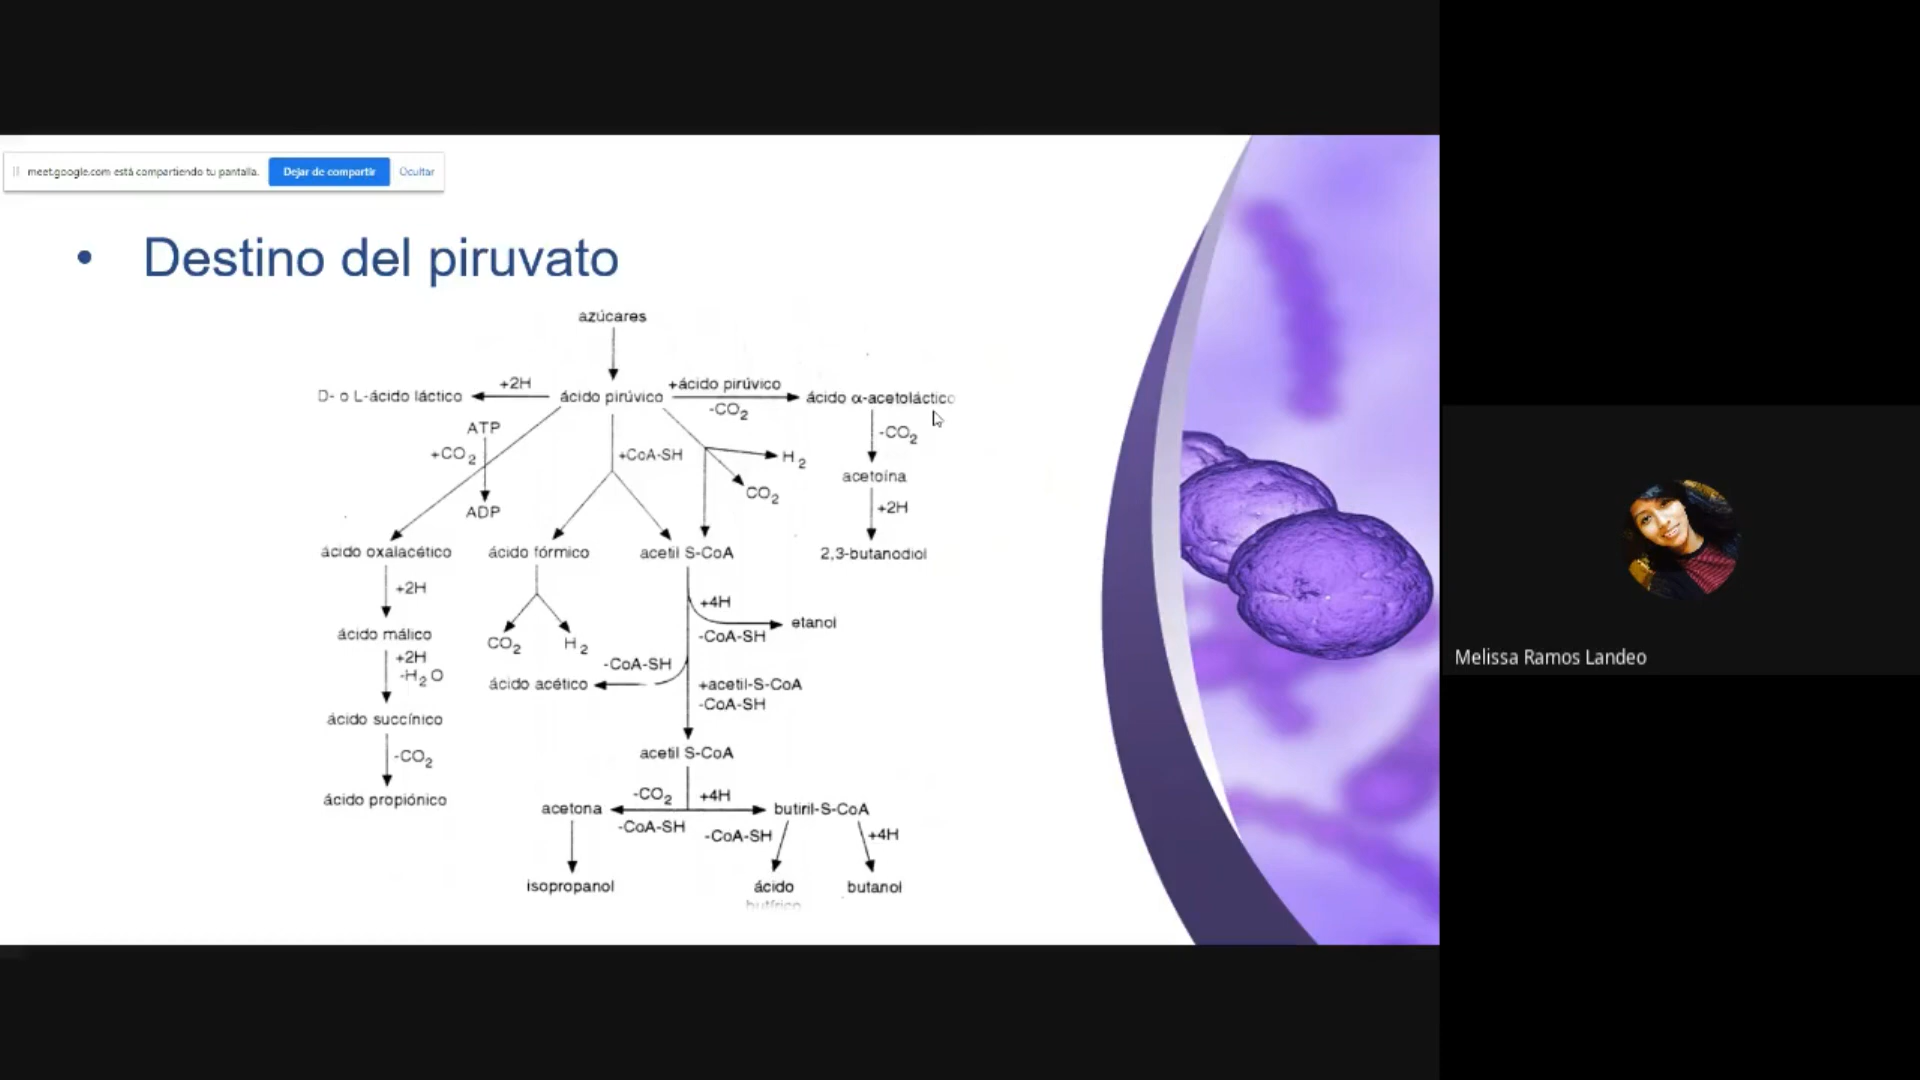 meet.google.com está compartiendo tu pantalla. Dejar de compartir Ocultar
• Destino del piruvato
azúcares
D- o L-ácido láctico +2H ácido pirúvico +ácido pirúvico -CO2 ácido α-acetoláctico
ATP
+CO2
ADP
+CoA-SH
H2
CO2
-CO2
acetoína
+2H
ácido oxalacético ácido fórmico acetil S-CoA 2,3-butanodiol
+2H
+4H
-CoA-SH
etanol
ácido málico
CO2 H2
+2H
-H2O
-CoA-SH
ácido acético
+acetil-S-CoA
-CoA-SH
ácido succínico
-CO2
acetil S-CoA
ácido propiónico
-CO2 +4H
acetona butiril-S-CoA
-CoA-SH -CoA-SH +4H
isopropanol ácido butanol
butírico
Melissa Ramos Landeo